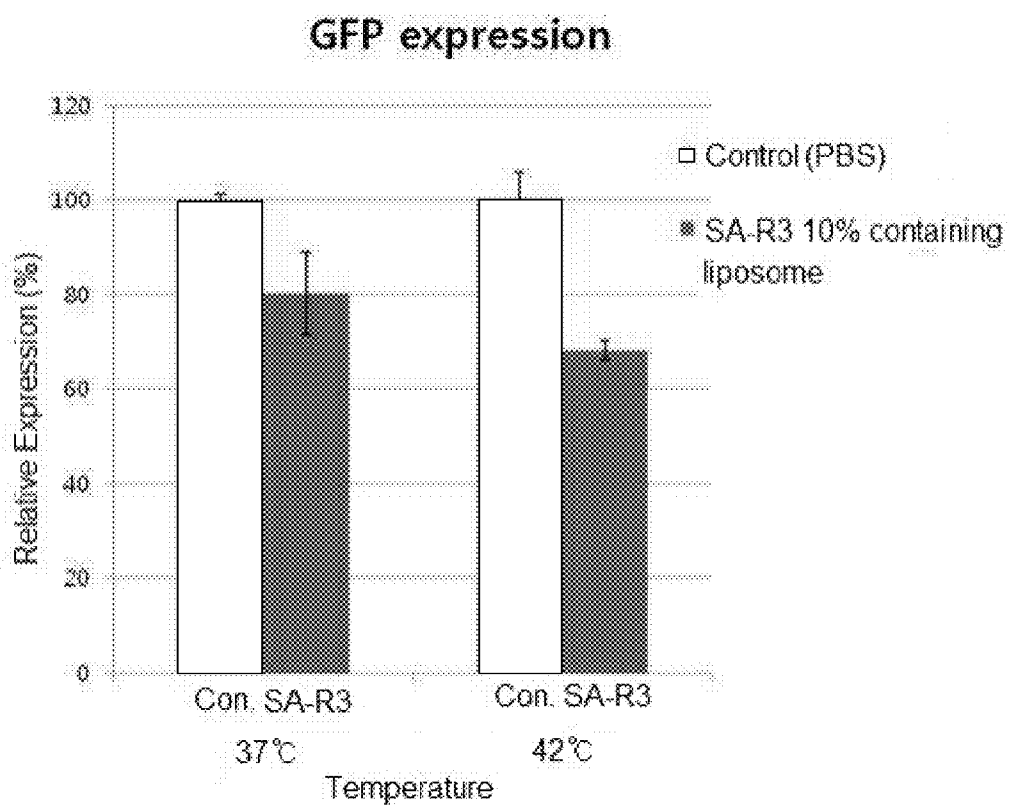 GFP expression
120
100
80
60
40
20
0
Relative Expression (%)
Control (PBS)
SA-R3 10% containing
liposome
Con. SA-R3
Con. SA-R3
37℃
42℃
Temperature